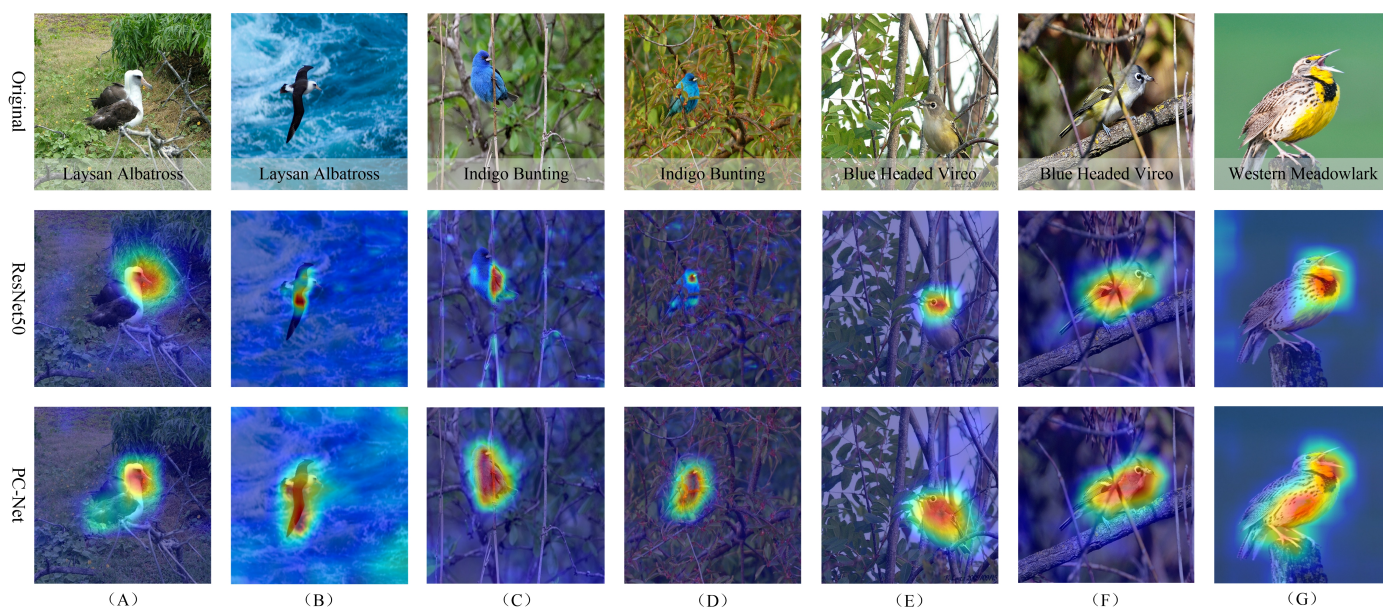 Original
Laysan Albatross
Laysan Albatross
Indigo Bunting
Indigo Bunting
Blue Headed Vireo
Blue Headed Vireo
Western Meadowlark
ResNet50
PC-Net
(A)
(B)
(C)
(D)
(E)
(F)
(G)